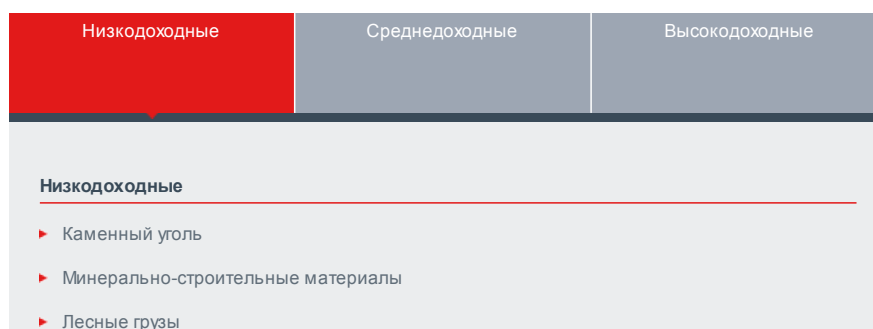 Низкодоходные
Среднедоходные
Высокодоходные
Низкодоходные
Каменный уголь
Минерально-строительные материалы
Лесные грузы